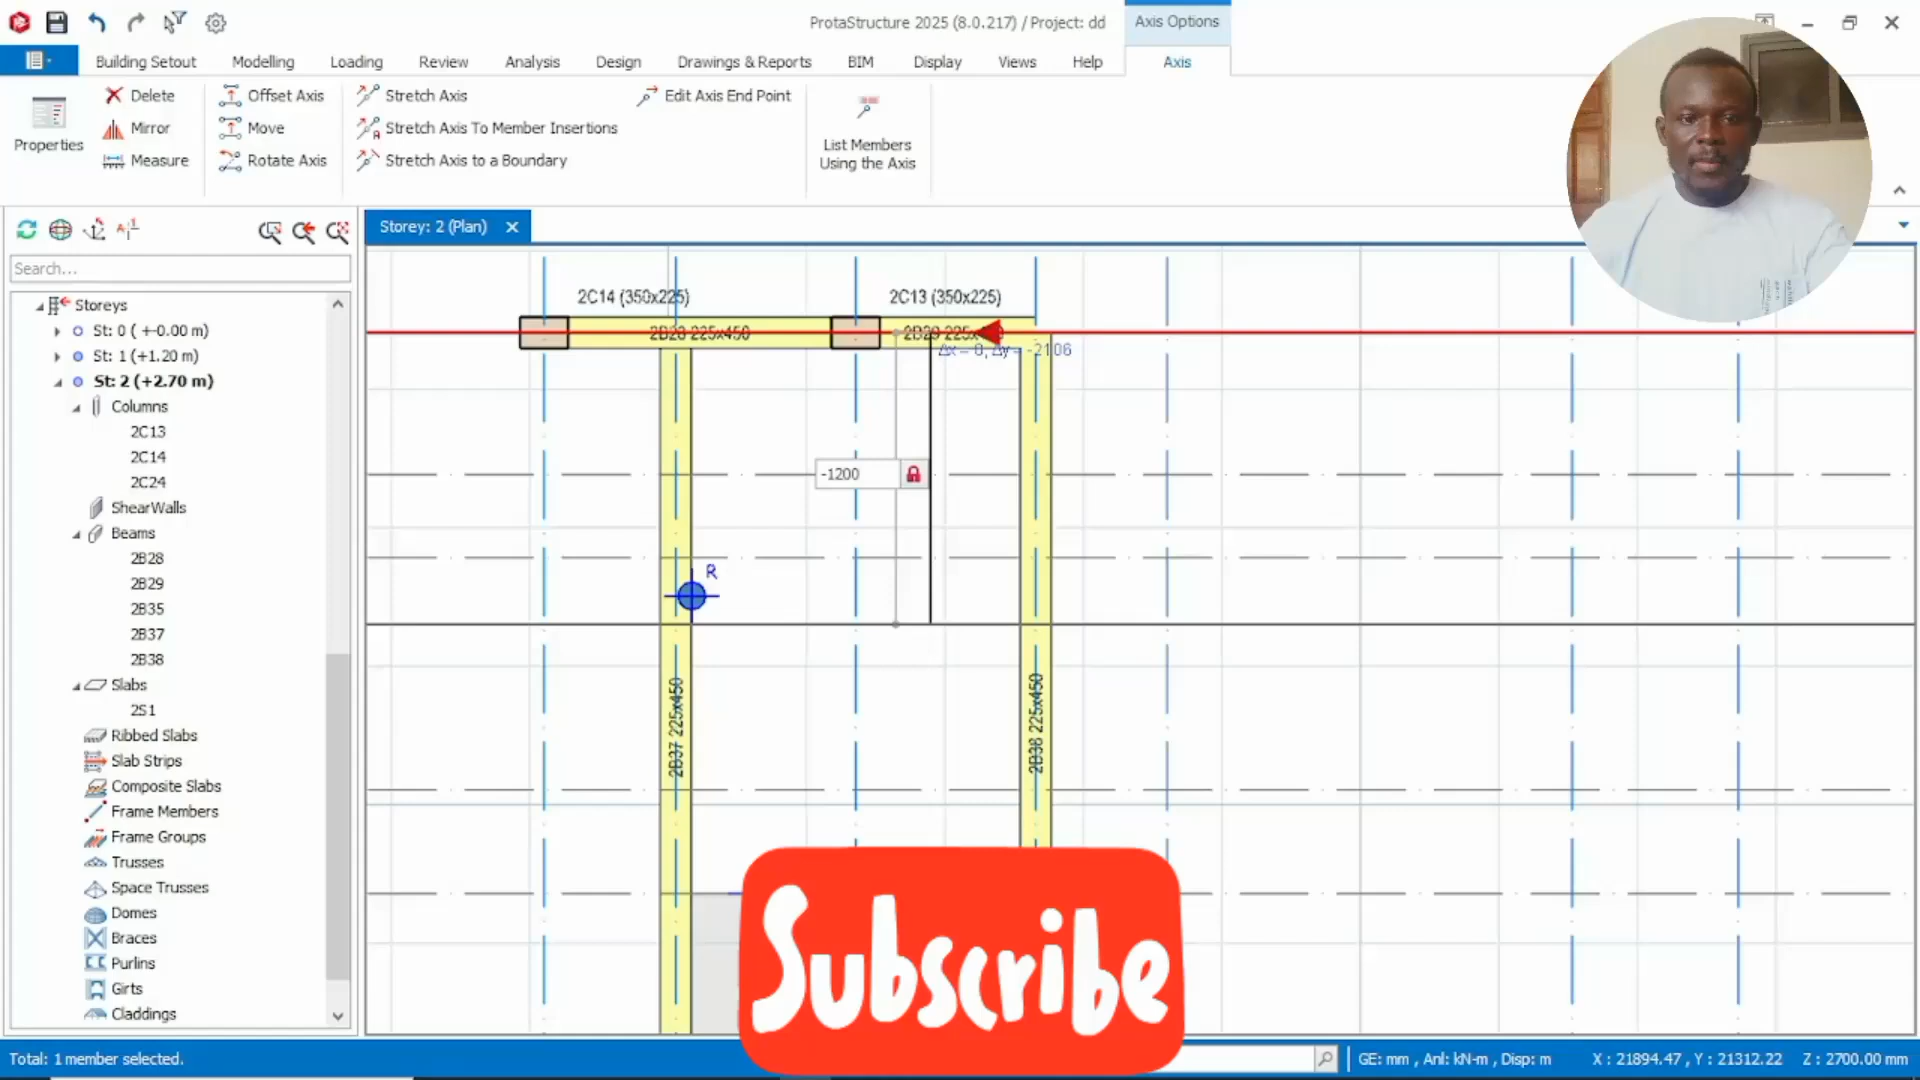 ProtaStructure 2025 (8.0.217) / Project: dd
Axis Options
Building Setout
Modelling
Loading
Review
Analysis
Design
Drawings & Reports
BIM
Display
Views
Help
Axis
Properties
Delete
Mirror
Measure
Offset Axis
Move
Rotate Axis
Stretch Axis
Stretch Axis To Member Insertions
Stretch Axis to a Boundary
Edit Axis End Point
List Members
Using the Axis
Storey: 2 (Plan)
Search...
Storeys
St: 0 ( +-0.00 m)
St: 1 (+1.20 m)
St: 2 (+2.70 m)
Columns
2C13
2C14
2C24
ShearWalls
Beams
2B28
2B29
2B35
2B37
2B38
Slabs
2S1
Ribbed Slabs
Slab Strips
Composite Slabs
Frame Members
Frame Groups
Trusses
Space Trusses
Domes
Braces
Purlins
Girts
Claddings
2C14 (350x225)
2C13 (350x225)
2B28 225x450
Δx = 0, Δy = -2106
-1200
R
2B37 225x450
2B38 225x450
Subscribe
Total: 1 member selected.
GE: mm , Anl: kN-m , Disp: m
X : 21894.47 , Y : 21312.22
Z : 2700.00 mm